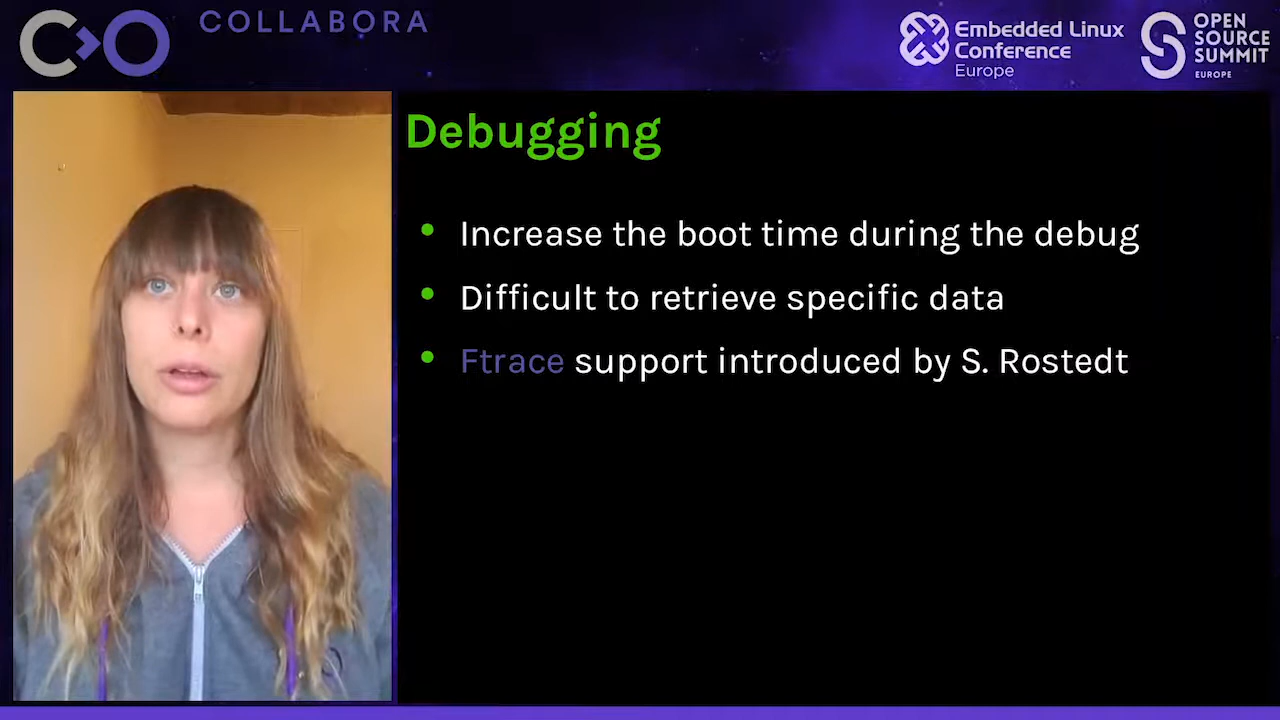 COLLABORA
Embedded Linux
Conference
Europe
OPEN
SOURCE
SUMMIT
EUROPE
Debugging
• Increase the boot time during the debug
• Difficult to retrieve specific data
• Ftrace support introduced by S. Rostedt